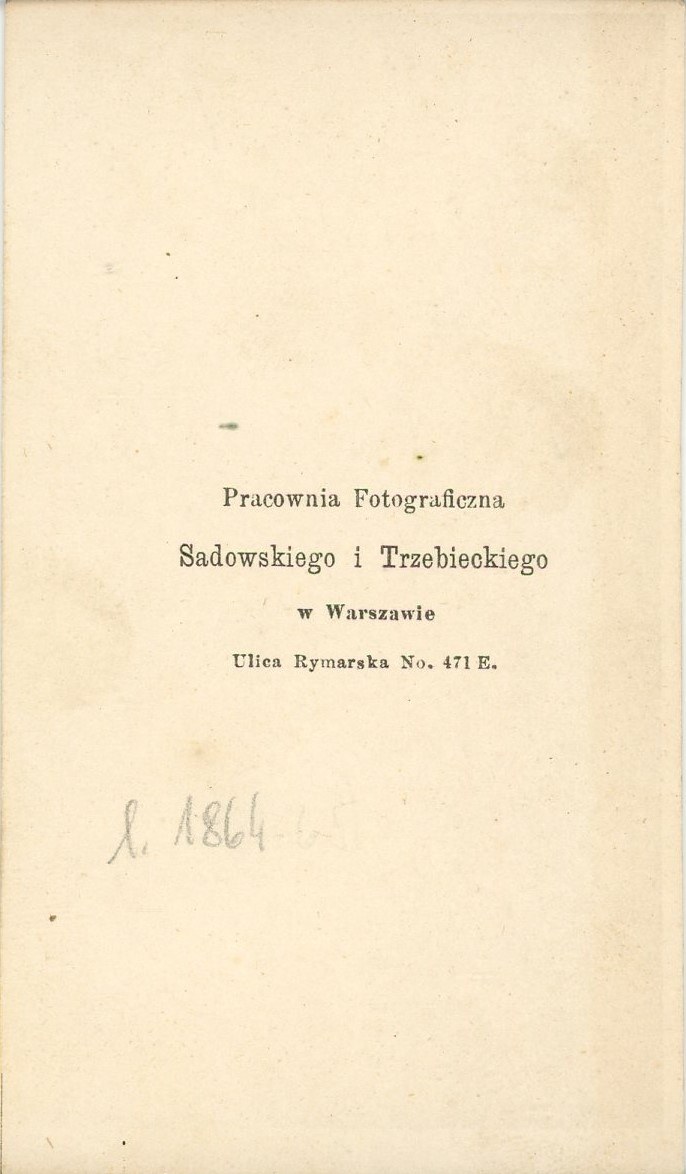 Pracownia Fotograficzna
Sadowskiego i Trzebieckiego
w Warszawie
Ulica Rymarska No. 471 E.
l. 1864-65